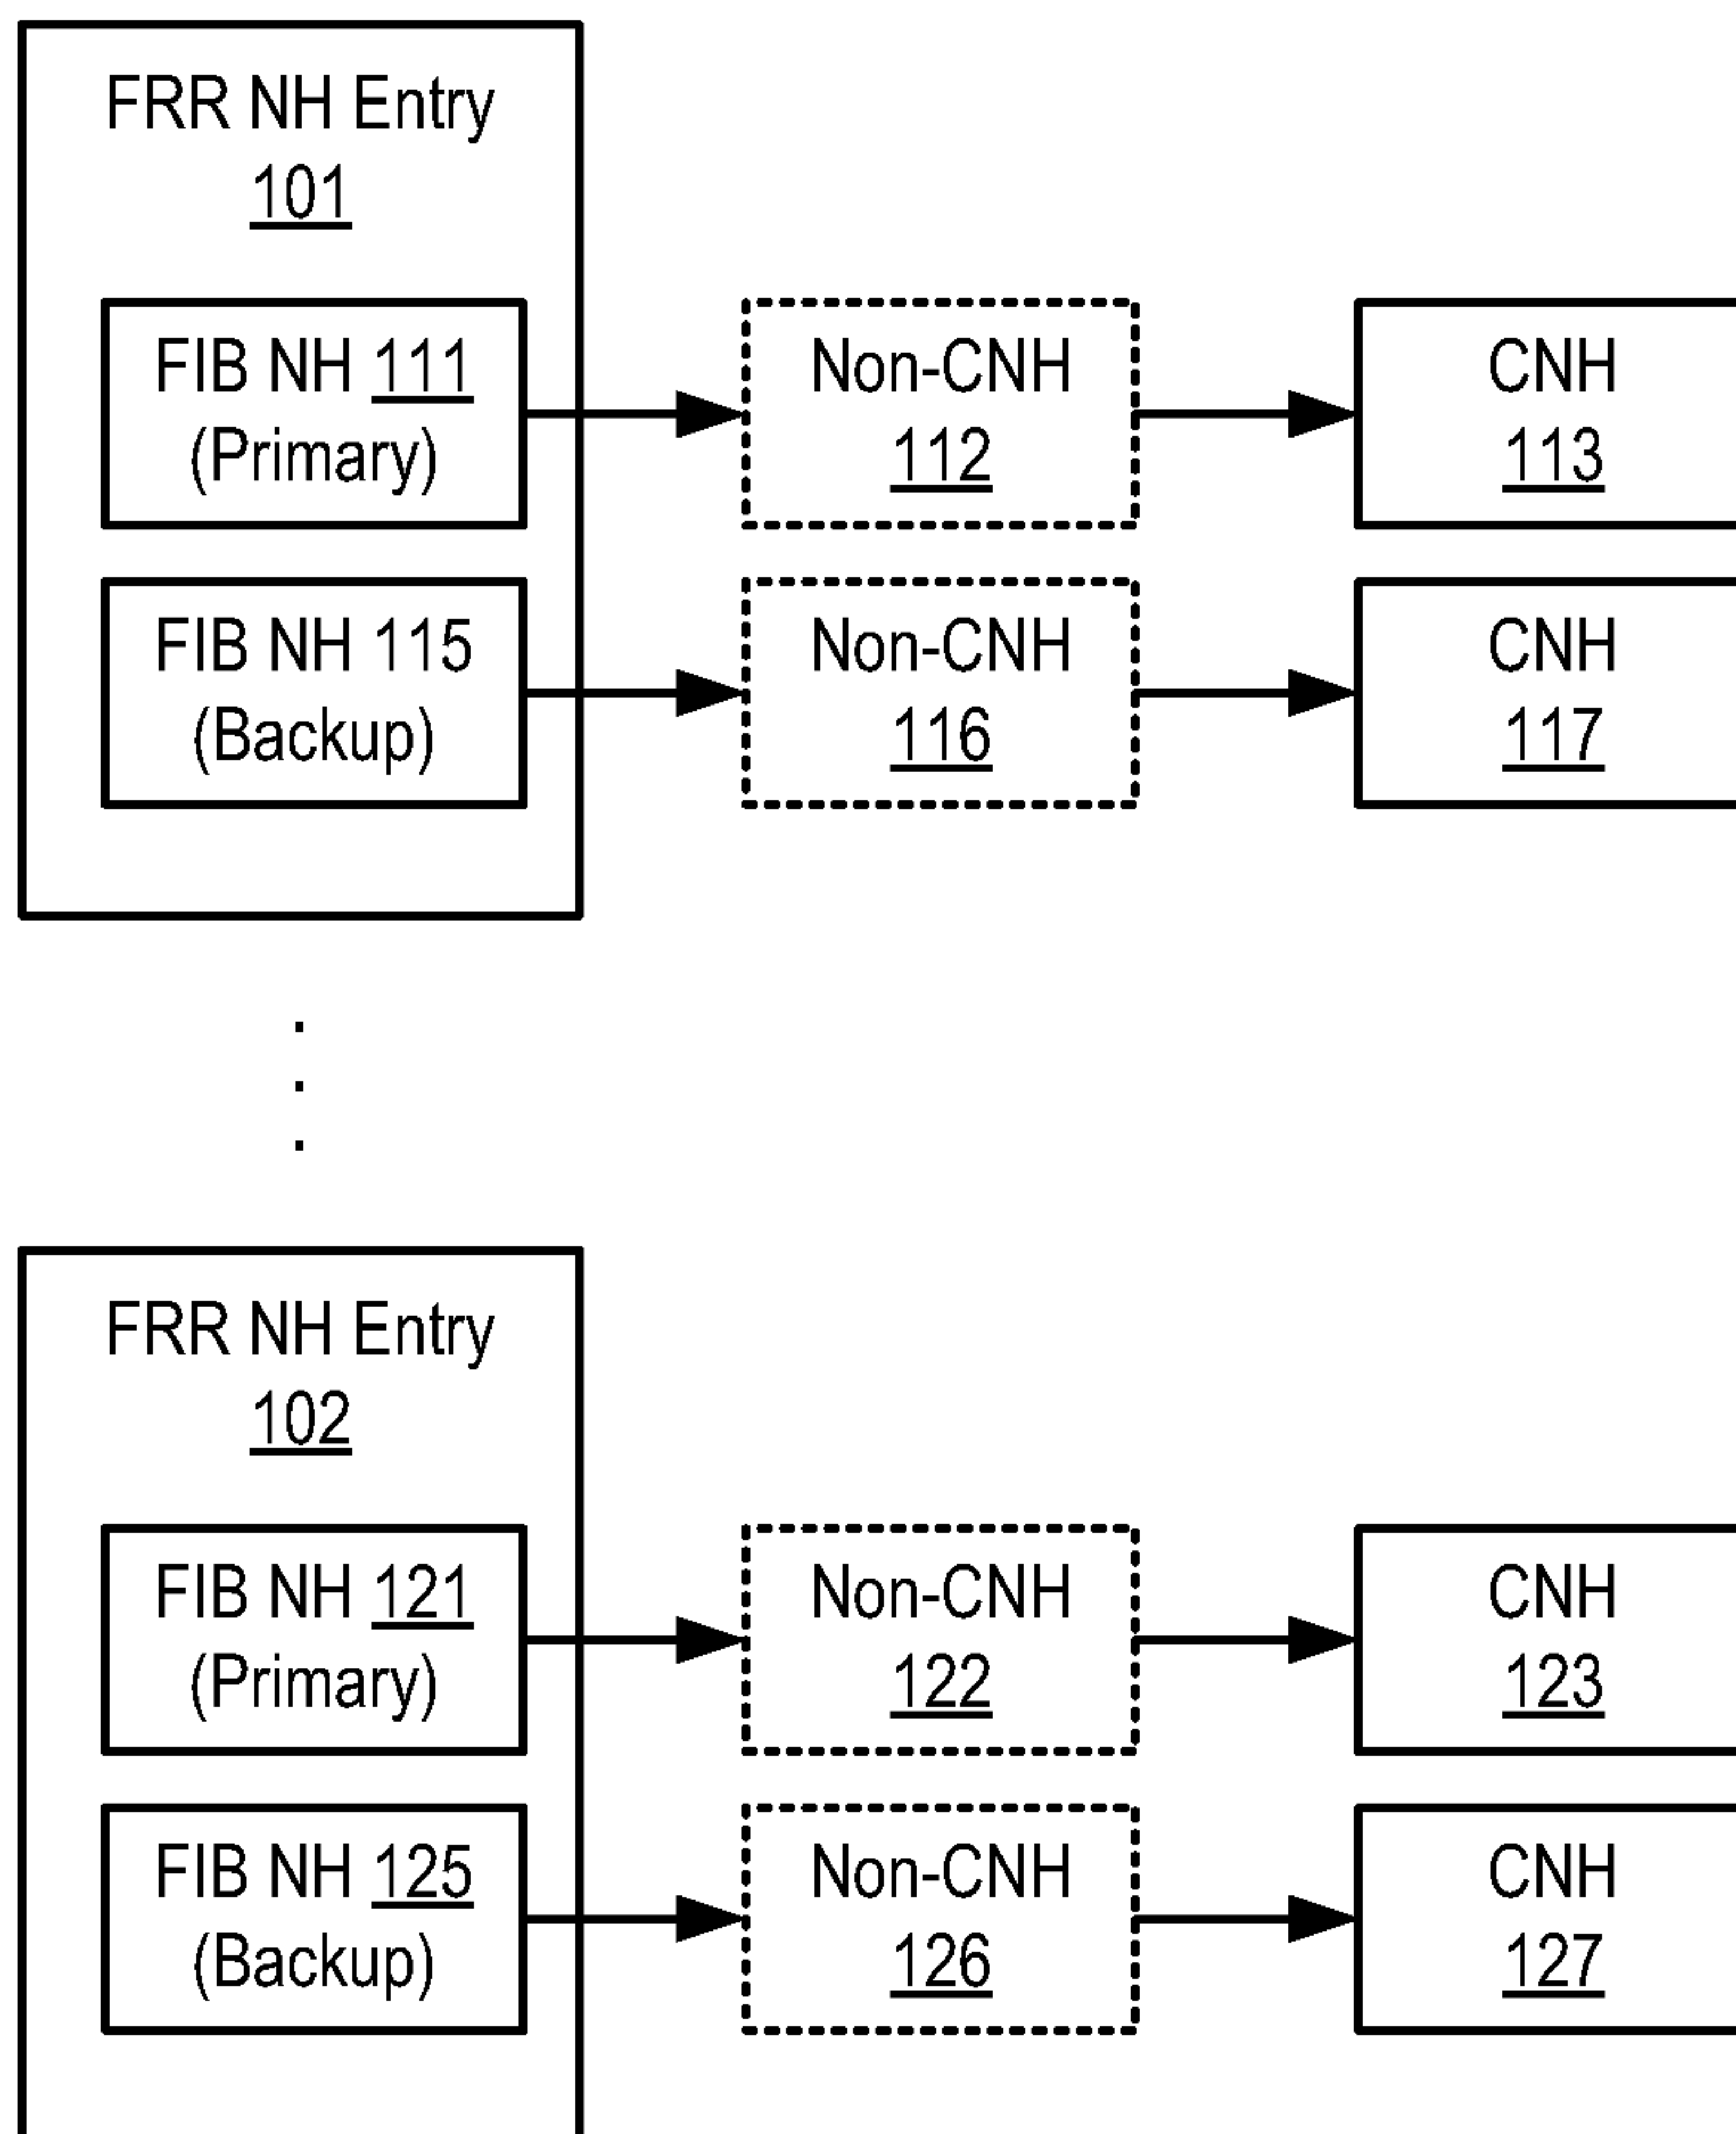 FRR NH Entry
101
FIB NH 111
(Primary)
Non-CNH
112
CNH
113
FIB NH 115
(Backup)
Non-CNH
116
CNH
117
FRR NH Entry
102
FIB NH 121
(Primary)
Non-CNH
122
CNH
123
FIB NH 125
(Backup)
Non-CNH
126
CNH
127